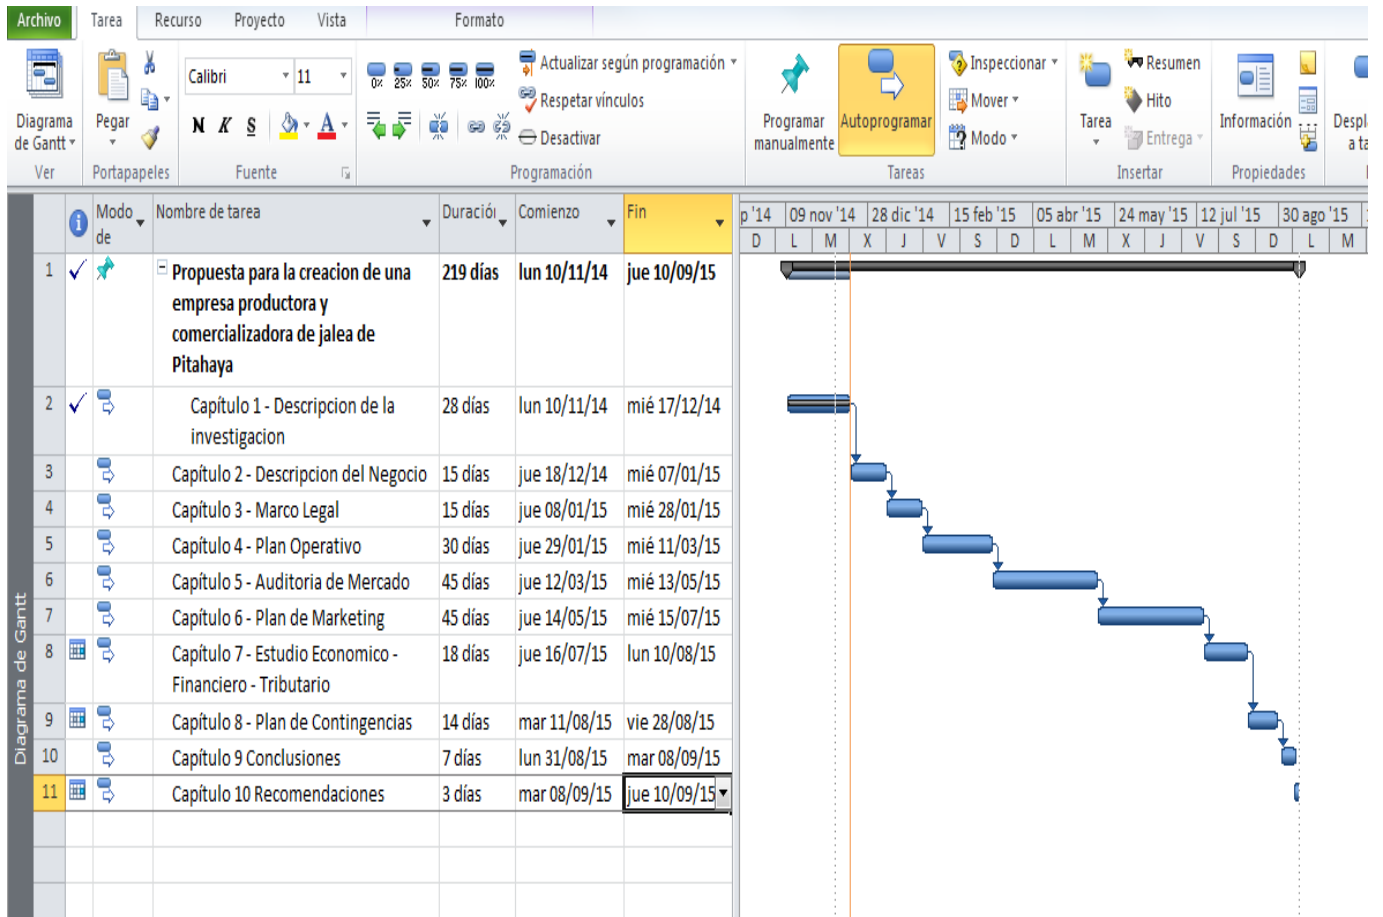 Archivo Tarea Recurso Proyecto Vista Formato
Diagrama de Gantt
Ver
Pegar
Portapapeles
Calibri 11
N K S A
Fuente
0% 25% 50% 75% 100%
Actualizar según programación
Respetar vínculos
Desactivar
Programación
Programar manualmente
Autoprogramar
Inspeccionar
Mover
Modo
Tareas
Tarea
Resumen
Hito
Entrega
Insertar
Información
Propiedades
Despl
a ta
Modo de Nombre de tarea Duració Comienzo Fin
p '14 09 nov '14 28 dic '14 15 feb '15 05 abr '15 24 may '15 12 jul '15 30 ago '15
D L M X J V S D L M X J V S D L M
1 Propuesta para la creacion de una 219 días lun 10/11/14 jue 10/09/15
empresa productora y
comercializadora de jalea de
Pitahaya
2 Capítulo 1 - Descripcion de la 28 días lun 10/11/14 mié 17/12/14
investigacion
3 Capítulo 2 - Descripcion del Negocio 15 días jue 18/12/14 mié 07/01/15
4 Capítulo 3 - Marco Legal 15 días jue 08/01/15 mié 28/01/15
5 Capítulo 4 - Plan Operativo 30 días jue 29/01/15 mié 11/03/15
6 Capítulo 5 - Auditoria de Mercado 45 días jue 12/03/15 mié 13/05/15
7 Capítulo 6 - Plan de Marketing 45 días jue 14/05/15 mié 15/07/15
8 Capítulo 7 - Estudio Economico - 18 días jue 16/07/15 lun 10/08/15
Financiero - Tributario
9 Capítulo 8 - Plan de Contingencias 14 días mar 11/08/15 vie 28/08/15
10 Capítulo 9 Conclusiones 7 días lun 31/08/15 mar 08/09/15
11 Capítulo 10 Recomendaciones 3 días mar 08/09/15 jue 10/09/15
Diagrama de Gantt